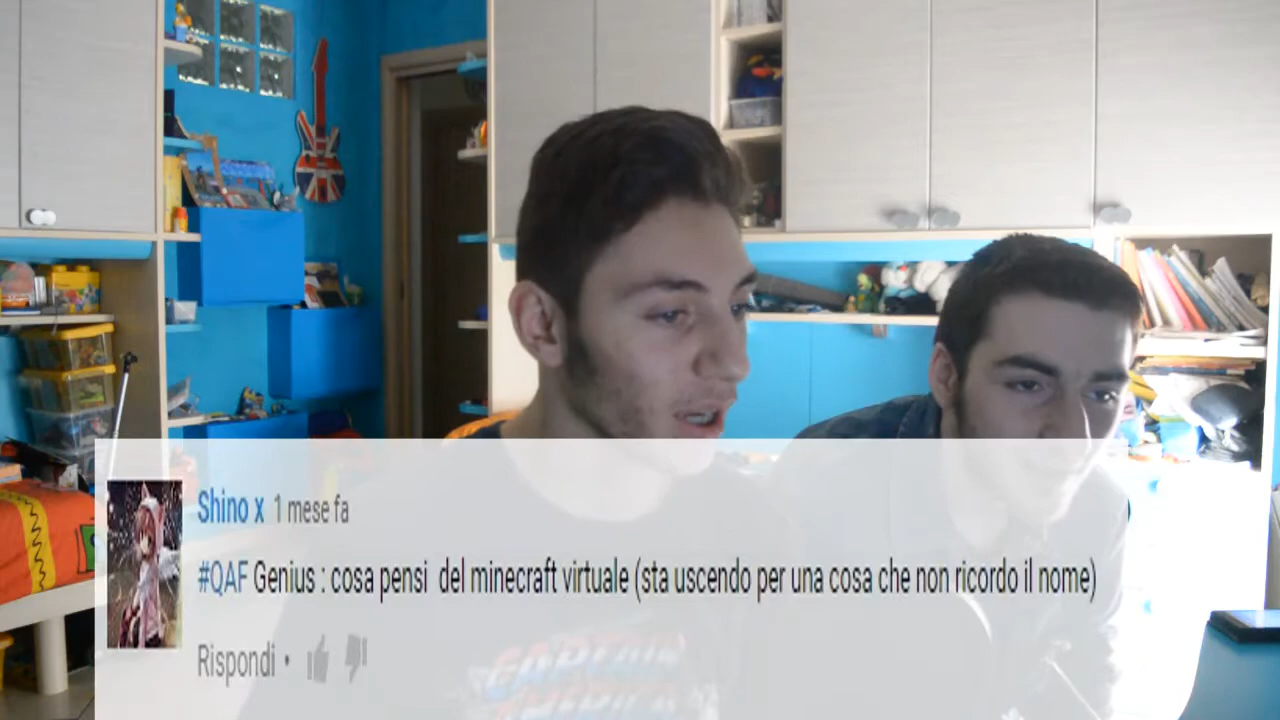 Shino x 1 mese fa
#QAF Genius : cosa pensi del minecraft virtuale (sta uscendo per una cosa che non ricordo il nome)
Rispondi •